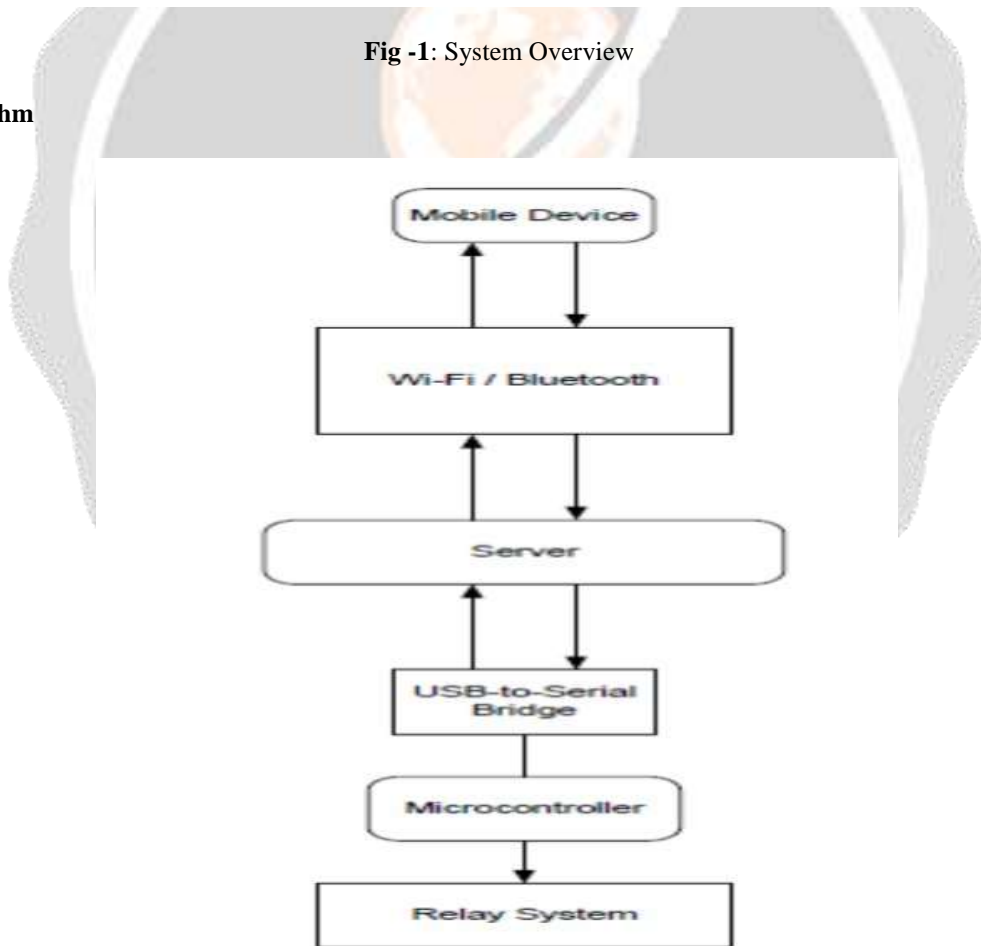 Fig -1: System Overview
hm
Mobile Device
Wi-Fi / Bluetooth
Server
USB-to-Serial
Bridge
Microcontroller
Relay System